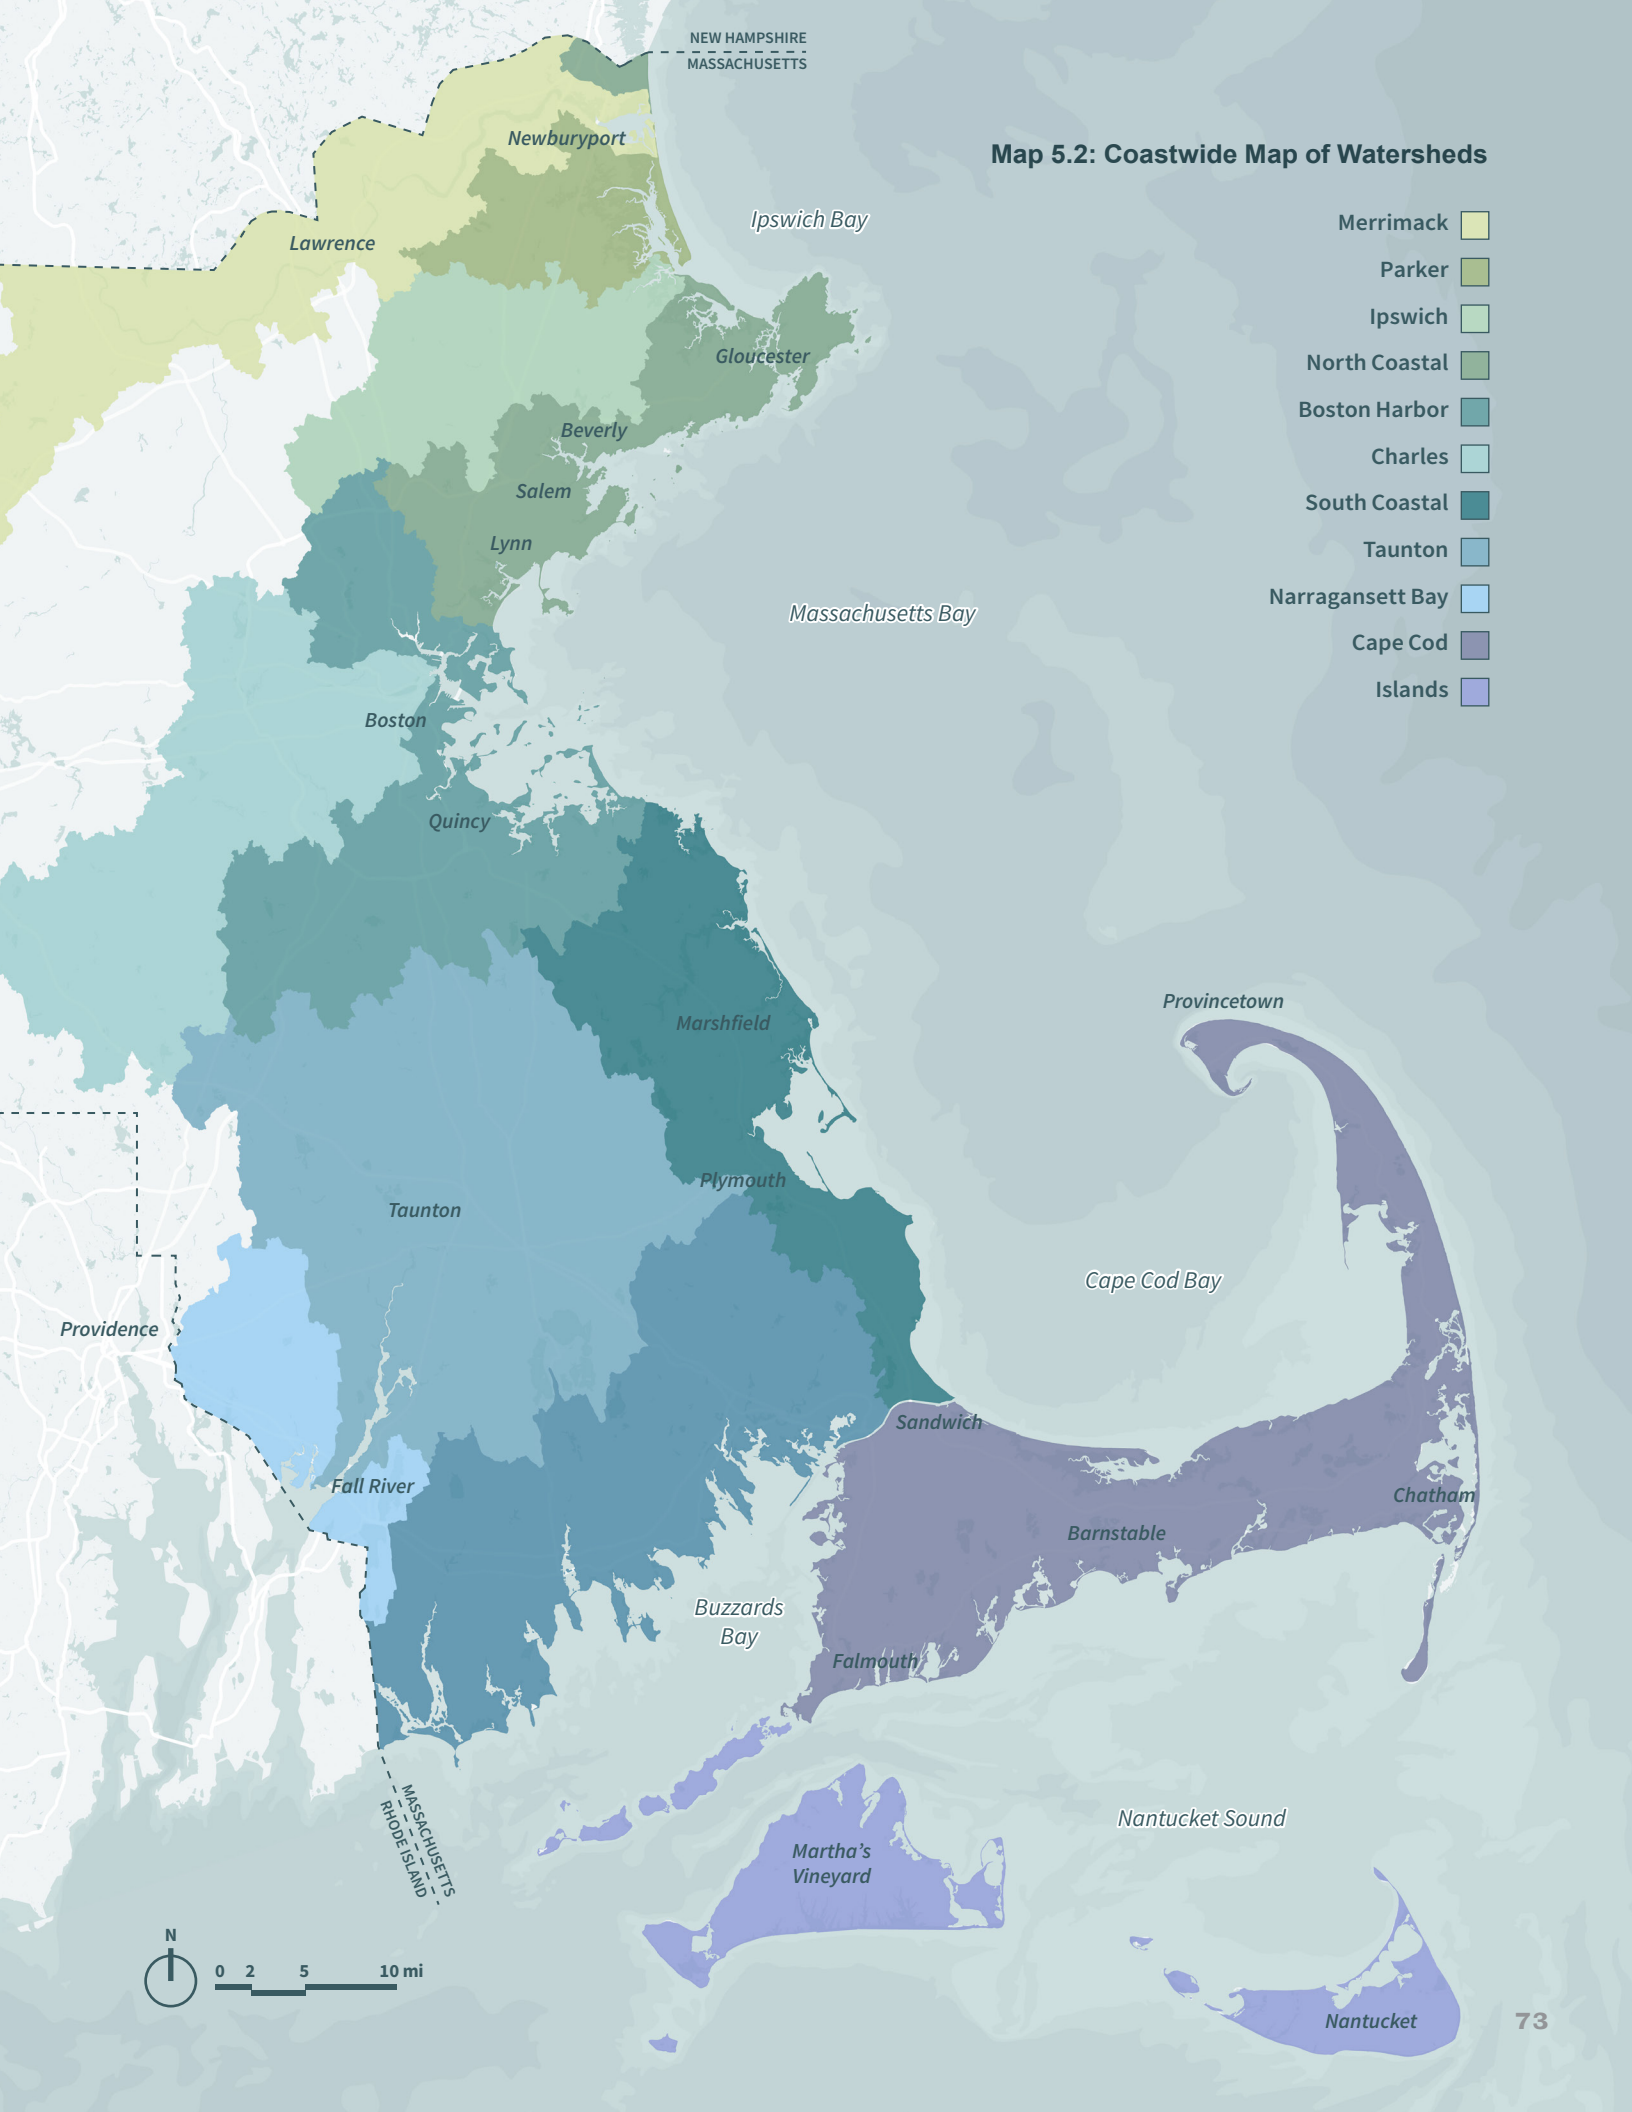 NEW HAMPSHIRE
MASSACHUSETTS
Map 5.2: Coastwide Map of Watersheds
Merrimack
Parker
Ipswich
North Coastal
Boston Harbor
Charles
South Coastal
Taunton
Narragansett Bay
Cape Cod
Islands
Newburyport
Ipswich Bay
Lawrence
Gloucester
Beverly
Salem
Lynn
Massachusetts Bay
Boston
Quincy
Provincetown
Marshfield
Plymouth
Taunton
Cape Cod Bay
Providence
Sandwich
Fall River
Chatham
Barnstable
Buzzards
Bay
Falmouth
MASSACHUSETTS
RHODE ISLAND
Nantucket Sound
Martha’s
Vineyard
N
0 2 5 10 mi
Nantucket
73